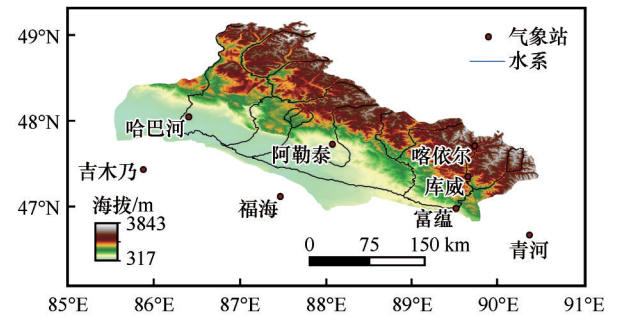 49°N
气象站
水系
48°N
哈巴河
阿勒泰
喀依尔
吉木乃
库威
海拔/m
47°N
福海
富蕴
3843
317
0 75 150 km
青河
85°E 86°E 87°E 88°E 89°E 90°E 91°E